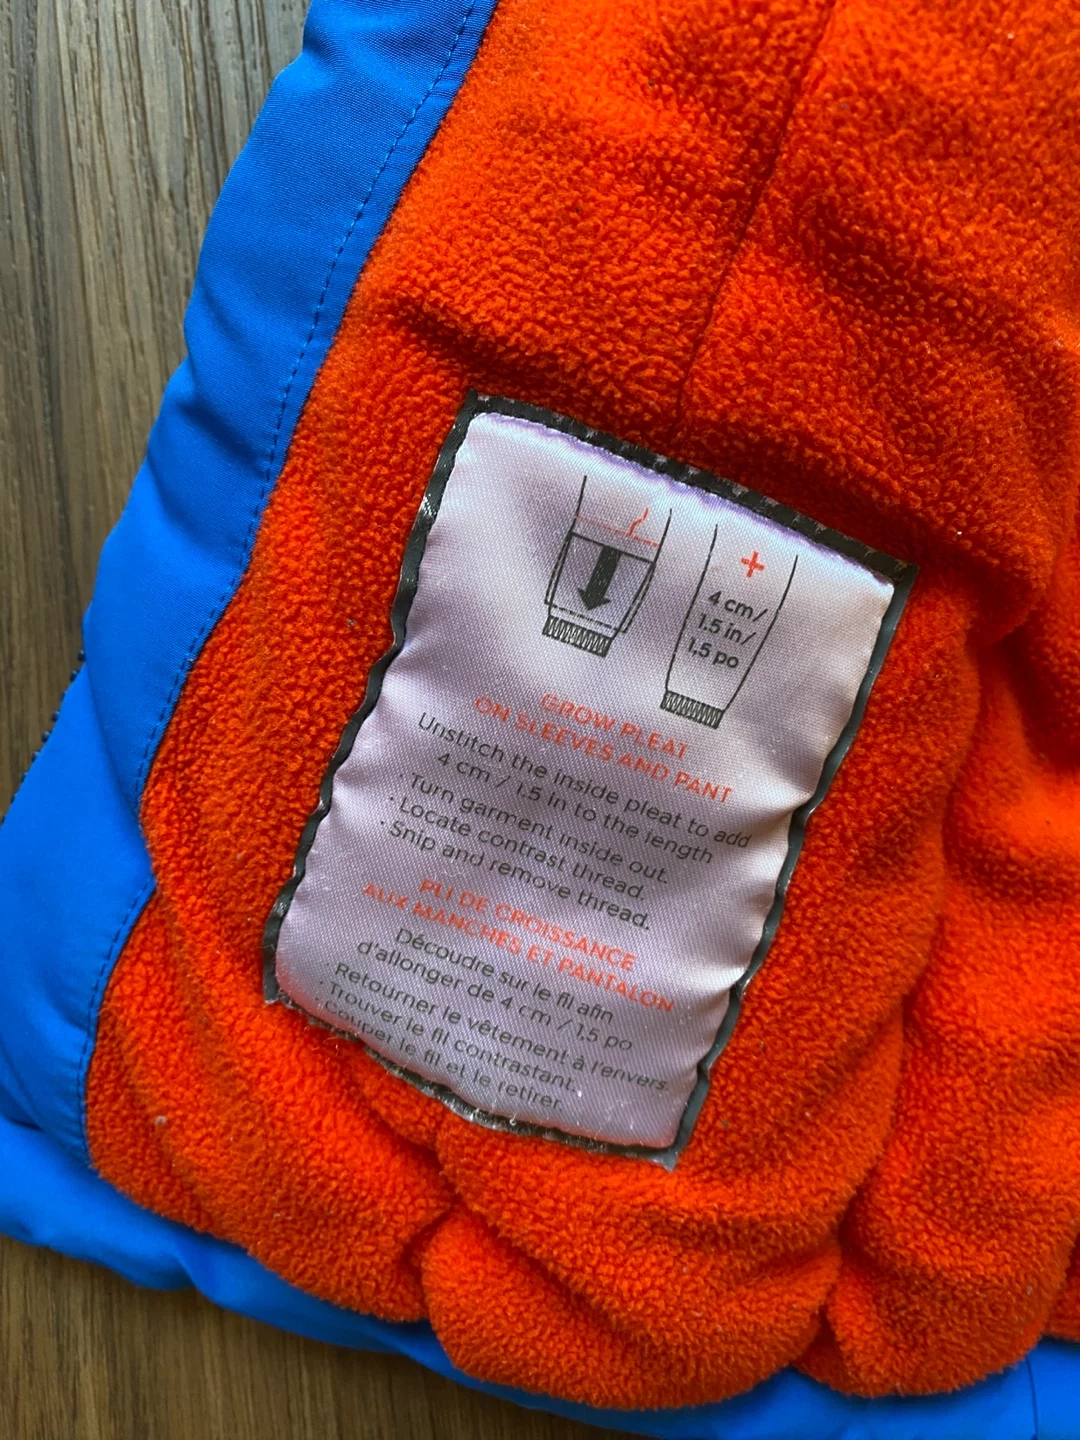 +
4 cm/
1.5 in/
1,5 po
GROW PLEAT
ON SLEEVES AND PANT
Unstitch the inside pleat to add
4 cm / 1.5 in to the length
· Turn garment inside out.
· Locate contrast thread.
· Snip and remove thread.
PLI DE CROISSANCE
AUX MANCHES ET PANTALON
Découdre sur le fil afin
d'allonger de 4 cm / 1,5 po
· Retourner le vêtement à l'envers.
· Trouver le fil contrastant.
· Couper le fil et le retirer.